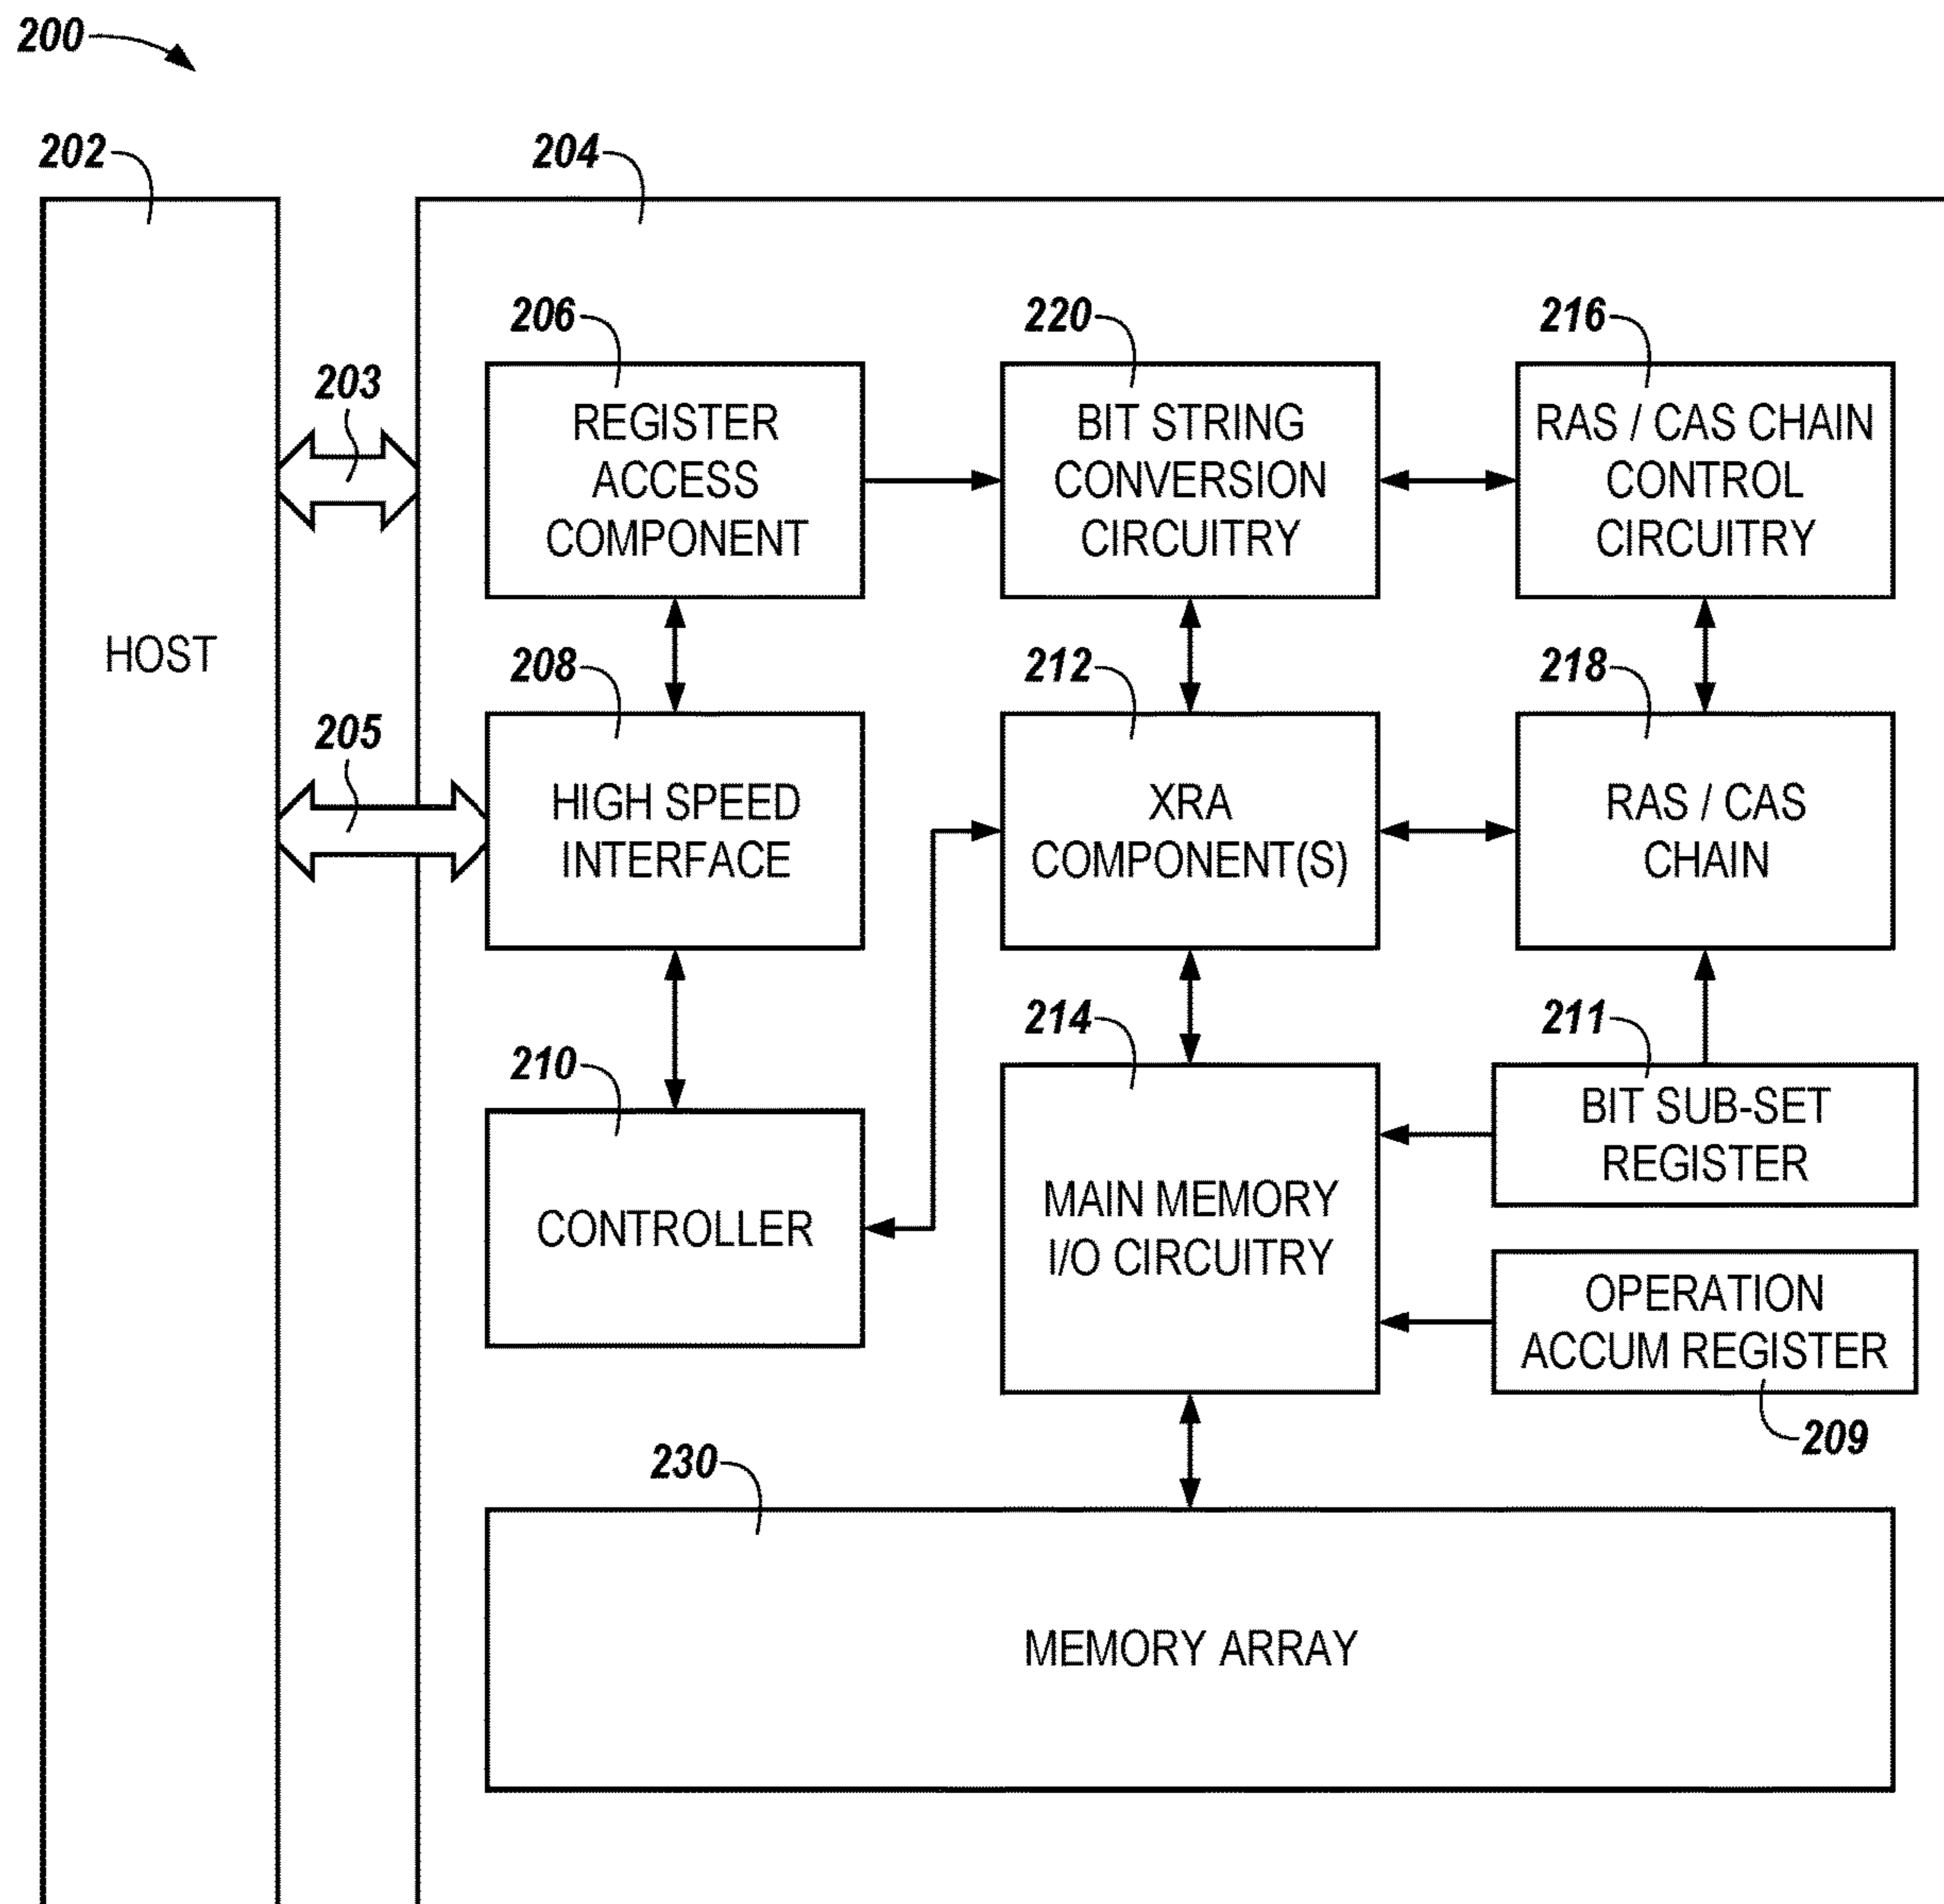 200
202
204
206
220
216
203
REGISTER
ACCESS
COMPONENT
BIT STRING
CONVERSION
CIRCUITRY
RAS / CAS CHAIN
CONTROL
CIRCUITRY
HOST
208
212
218
205
HIGH SPEED
INTERFACE
XRA
COMPONENT(S)
RAS / CAS
CHAIN
210
214
211
CONTROLLER
MAIN MEMORY
I/O CIRCUITRY
BIT SUB-SET
REGISTER
OPERATION
ACCUM REGISTER
209
230
MEMORY ARRAY